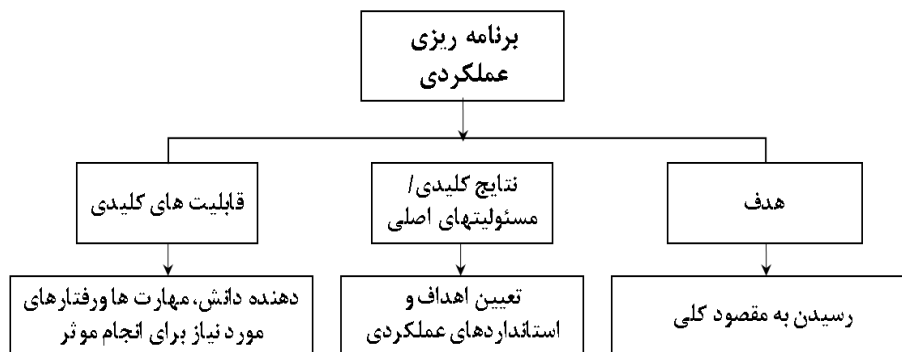 برنامه ریزی
عملکردی
هدف
نتایج کلیدی/
مسئولیتهای اصلی
قابلیت های کلیدی
رسیدن به مقصود کلی
تعیین اهداف و
استانداردهای عملکردی
دهنده دانش، مهارت ها ورفتارهای
مورد نیاز برای انجام موثر